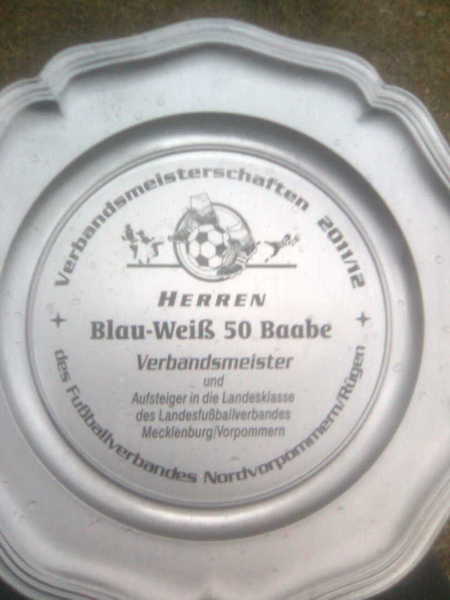 Verbandsmeisterschaften 2011/12
HERREN
Blau-Weiß 50 Baabe
Verbandsmeister
und
Aufsteiger in die Landesklasse
des Landesfußballverbandes
Mecklenburg/Vorpommern
des Fußballverbandes Nordvorpommern/Rügen